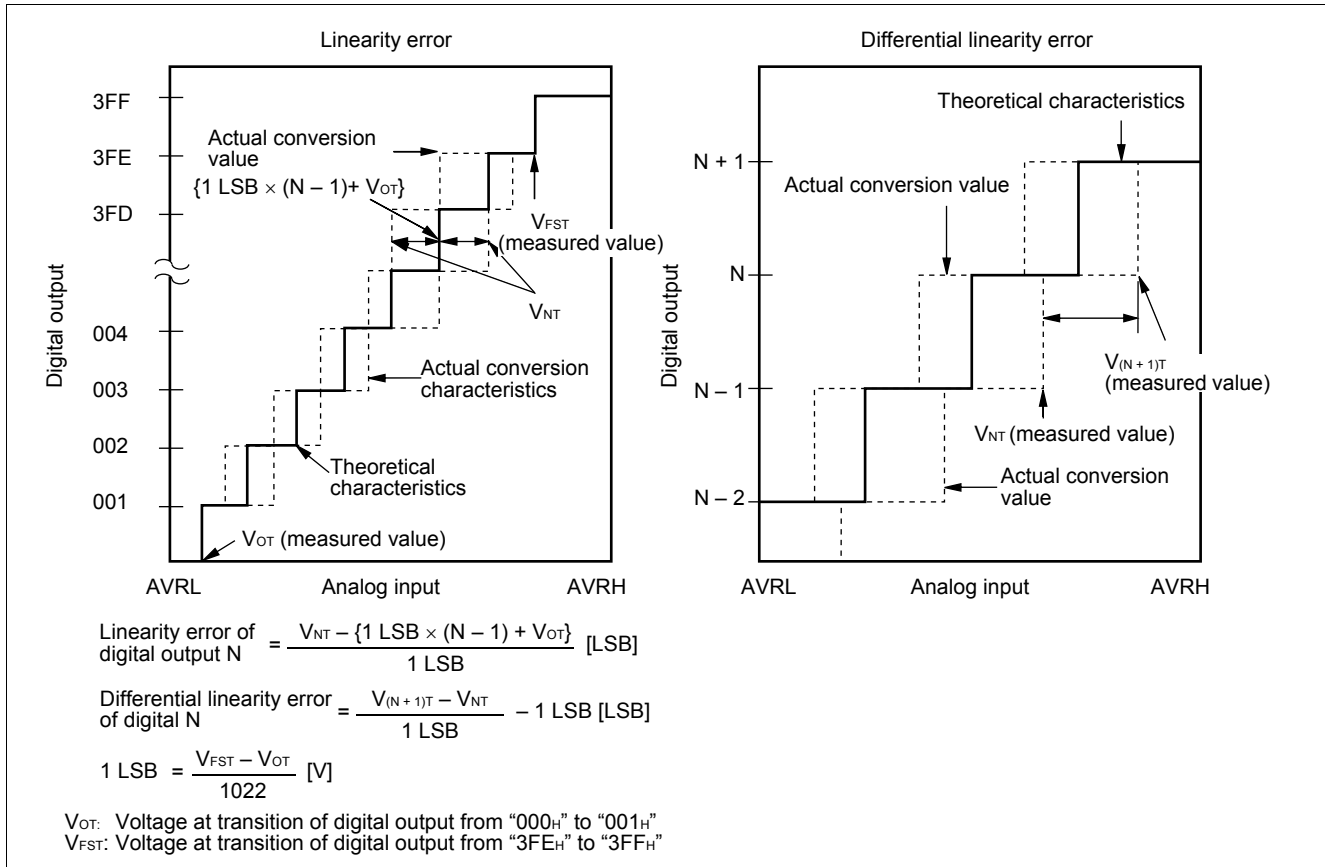 Linearity error
3FF
3FE
3FD
004
003
002
001
Digital output
Actual conversion
value
{1 LSB × (N – 1)+ VOT}
VFST
(measured value)
VNT
Actual conversion
characteristics
Theoretical
characteristics
VOT (measured value)
AVRL
Analog input
AVRH
Differential linearity error
N + 1
N
N – 1
N – 2
Digital output
Theoretical characteristics
Actual conversion value
V(N + 1)T
(measured value)
VNT (measured value)
Actual conversion
value
AVRL
Analog input
AVRH
Linearity error of
digital output N
= VNT – {1 LSB × (N – 1) + VOT}
1 LSB
[LSB]
Differential linearity error
of digital N
= V(N + 1)T – VNT
1 LSB
– 1 LSB [LSB]
1 LSB = VFST – VOT
1022
[V]
VOT: Voltage at transition of digital output from “000H” to “001H”
VFST: Voltage at transition of digital output from “3FEH” to “3FFH”